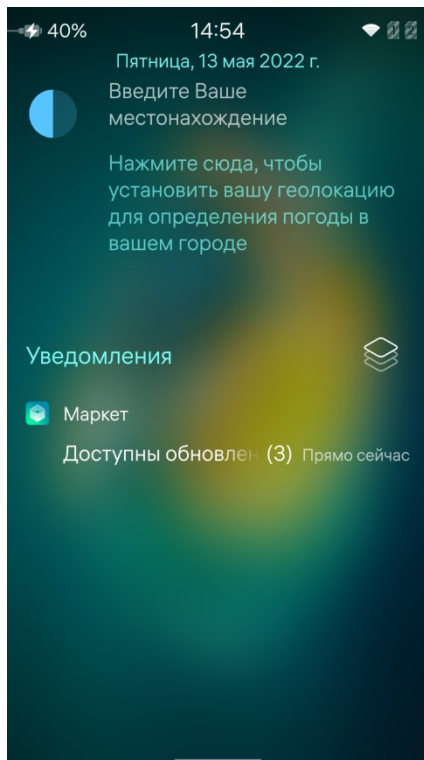 40%
14:54
Пятница, 13 мая 2022 г.
Введите Ваше
местонахождение
Нажмите сюда, чтобы
установить вашу геолокацию
для определения погоды в
вашем городе
Уведомления
Маркет
Доступны обновлен (3) Прямо сейчас